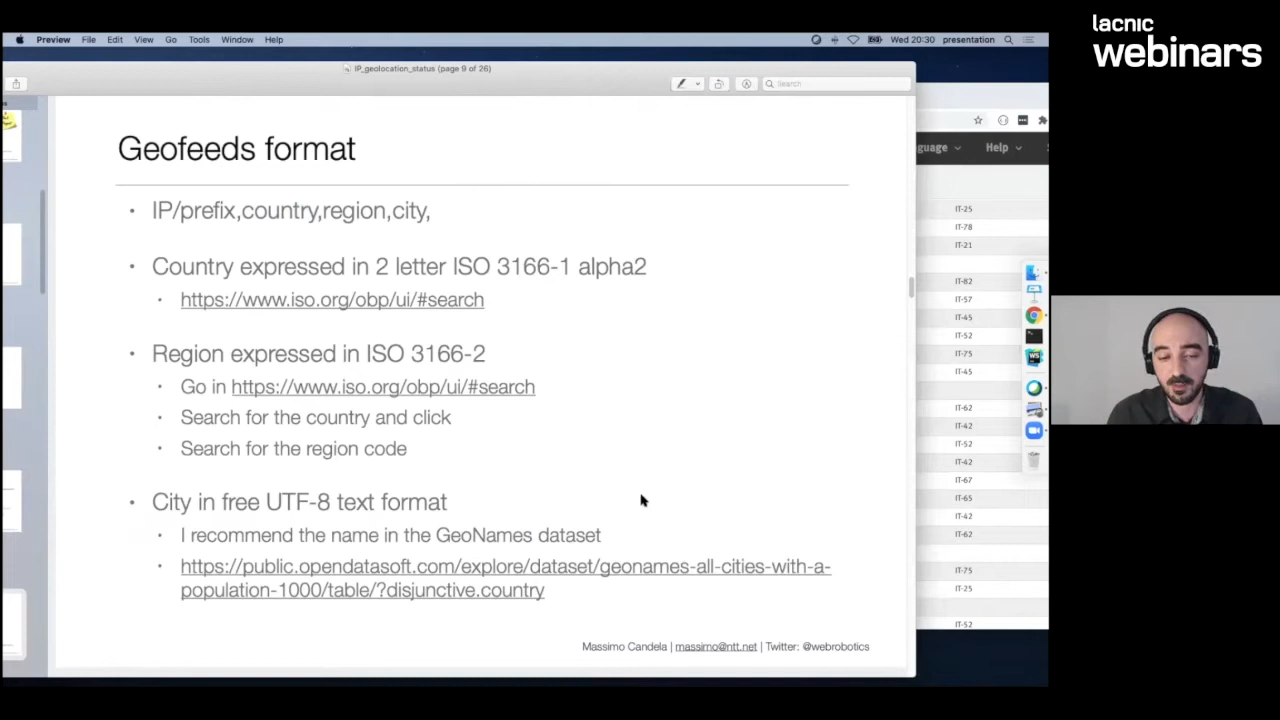 lacnic
webinars
Preview File Edit View Go Tools Window Help
Wed 20:30 presentation
IP_geolocation_status (page 9 of 26)
Search
Geofeeds format
• IP/prefix,country,region,city,
• Country expressed in 2 letter ISO 3166-1 alpha2
• https://www.iso.org/obp/ui/#search
• Region expressed in ISO 3166-2
• Go in https://www.iso.org/obp/ui/#search
• Search for the country and click
• Search for the region code
• City in free UTF-8 text format
• I recommend the name in the GeoNames dataset
• https://public.opendatasoft.com/explore/dataset/geonames-all-cities-with-a-
population-1000/table/?disjunctive.country
Massimo Candela | massimo@ntt.net | Twitter: @webrobotics
nguage Help
IT-25
IT-78
IT-21
IT-82
IT-57
IT-45
IT-52
IT-75
IT-45
IT-62
IT-42
IT-52
IT-42
IT-67
IT-65
IT-42
IT-62
IT-75
IT-25
IT-52